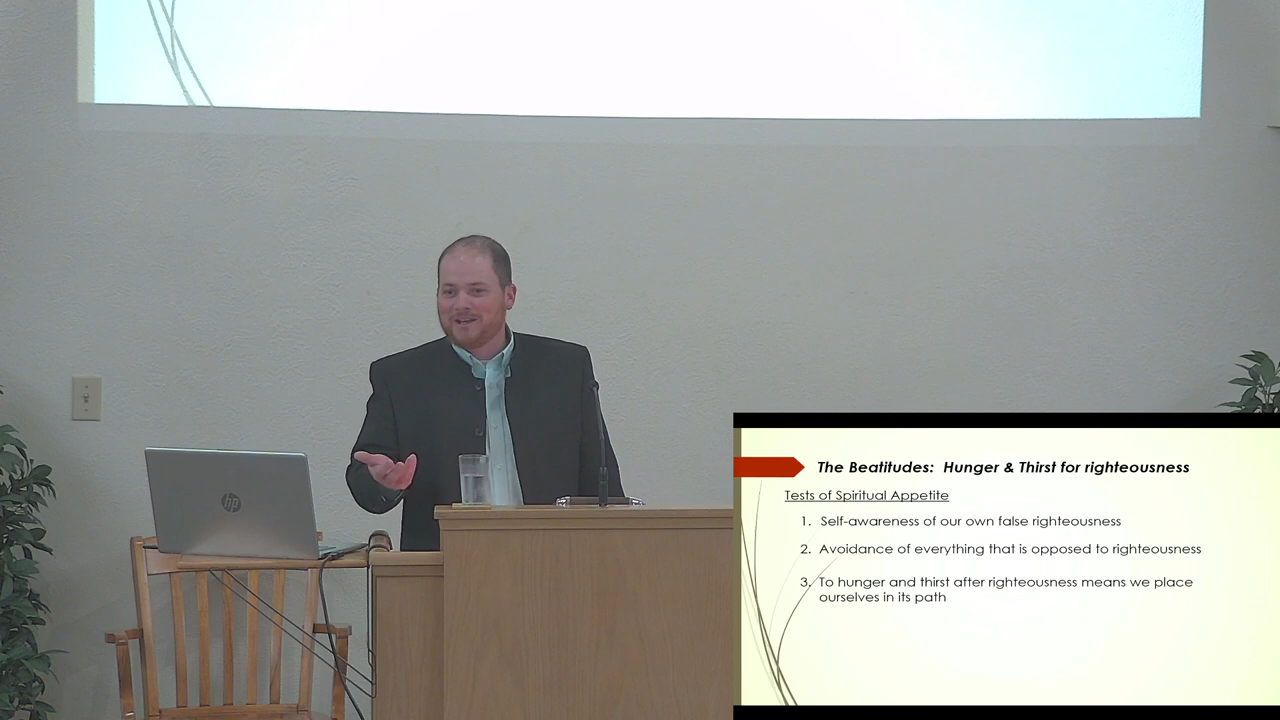 hp
The Beatitudes: Hunger & Thirst for righteousness
Tests of Spiritual Appetite
1. Self-awareness of our own false righteousness
2. Avoidance of everything that is opposed to righteousness
3. To hunger and thirst after righteousness means we place
ourselves in its path